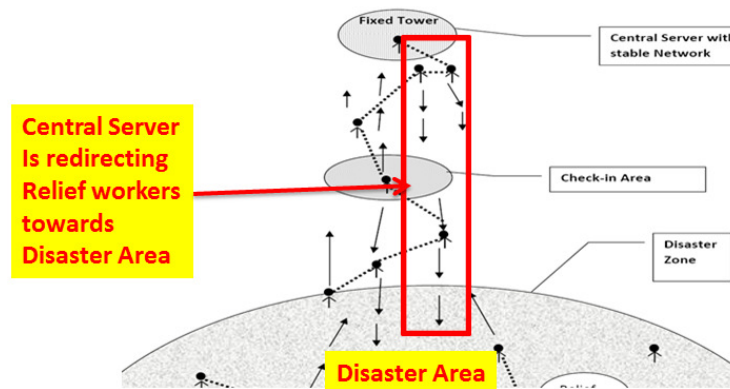 Fixed Tower
Central Server with
stable Network
Central Server
Is redirecting
Relief workers
towards
Disaster Area
Check-in Area
Disaster
Zone
Disaster Area
Relief